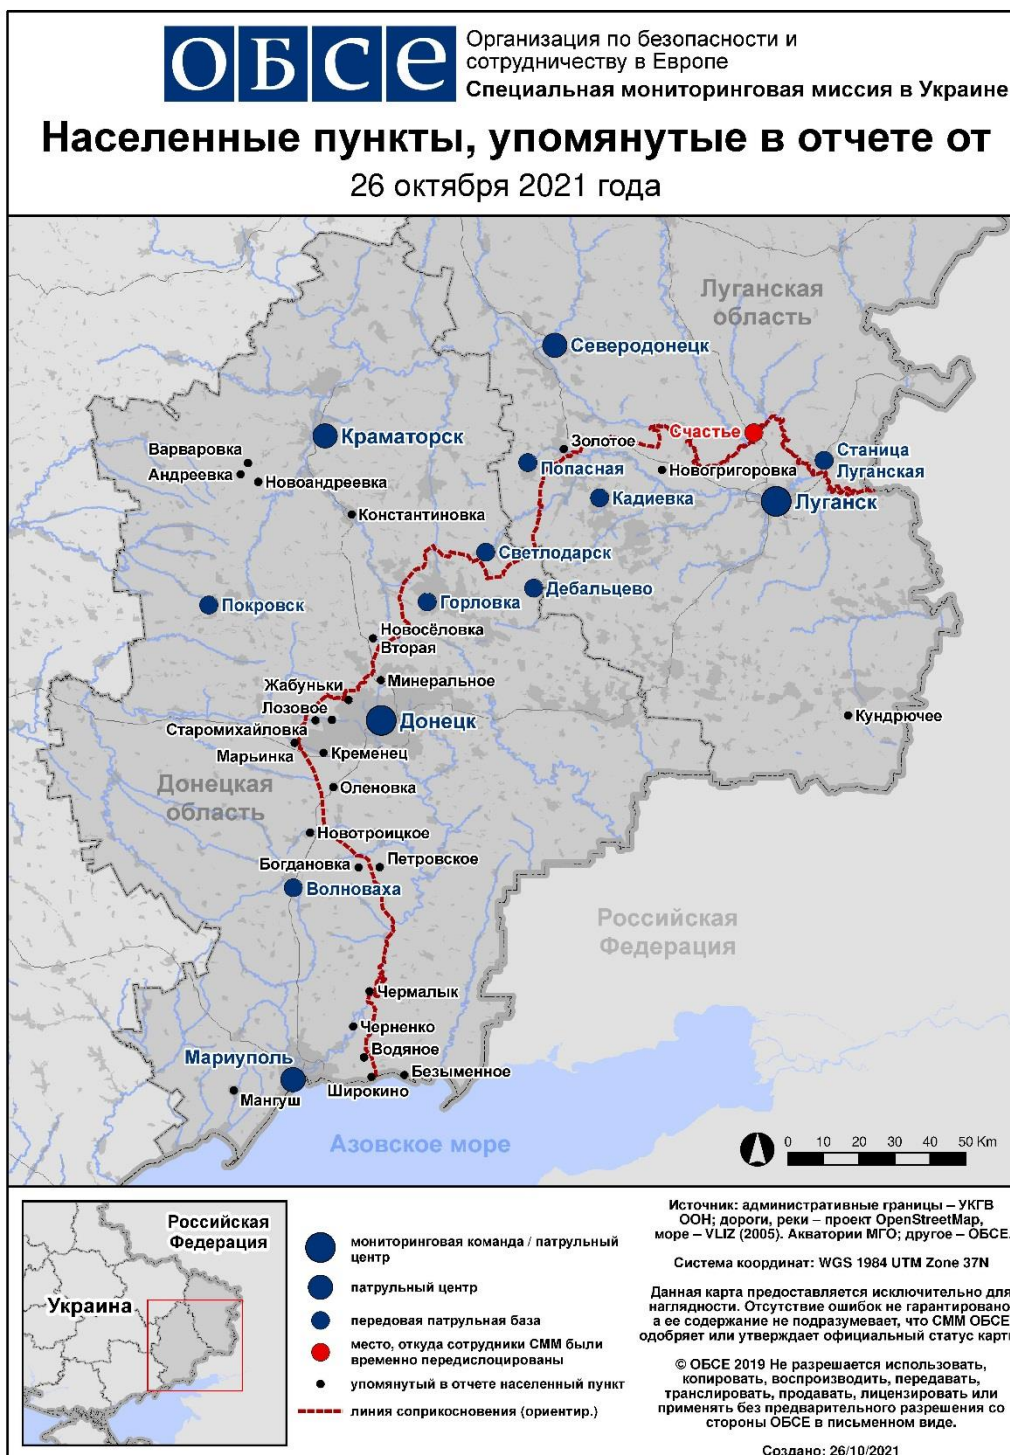 ОБСЕ
Организация по безопасности и
сотрудничеству в Европе
Специальная мониторинговая миссия в Украине
Населенные пункты, упомянутые в отчете от
26 октября 2021 года
Луганская
область
Северодонецк
Счастье
Золотое
Краматорск
Варваровка
Андреевка
Новоандреевка
Попасная
Новогригоровка
Станица
Луганская
Кадиевка
Луганск
Константиновка
Светлодарск
Дебальцево
Покровск
Горловка
Новосёловка
Вторая
Минеральное
Жабуньки
Лозовое
Донецк
Кундрючее
Старомихайловка
Марьинка
Кременец
Донецкая
область
Оленовка
Новотроицкое
Богдановка
Петровское
Волноваха
Российская
Федерация
Чермалык
Черненко
Водяное
Мариуполь
Безыменное
Широкино
Мангуш
Азовское море
0 10 20 30 40 50 Km
Российская
Федерация
Украина
мониторинговая команда / патрульный
центр
патрульный центр
передовая патрульная база
место, откуда сотрудники СММ были
временно передислоцированы
упомянутый в отчете населенный пункт
линия соприкосновения (ориентир.)
Источник: административные границы – УКГВ
ООН; дороги, реки – проект OpenStreetMap,
море – VLIZ (2005). Акватории МГО; другое – ОБСЕ.
Система координат: WGS 1984 UTM Zone 37N
Данная карта предоставляется исключительно для
наглядности. Отсутствие ошибок не гарантировано,
а ее содержание не подразумевает, что СММ ОБСЕ
одобряет или утверждает официальный статус карты
© ОБСЕ 2019 Не разрешается использовать,
копировать, воспроизводить, передавать,
транслировать, продавать, лицензировать или
применять без предварительного разрешения со
стороны ОБСЕ в письменном виде.
Создано: 26/10/2021